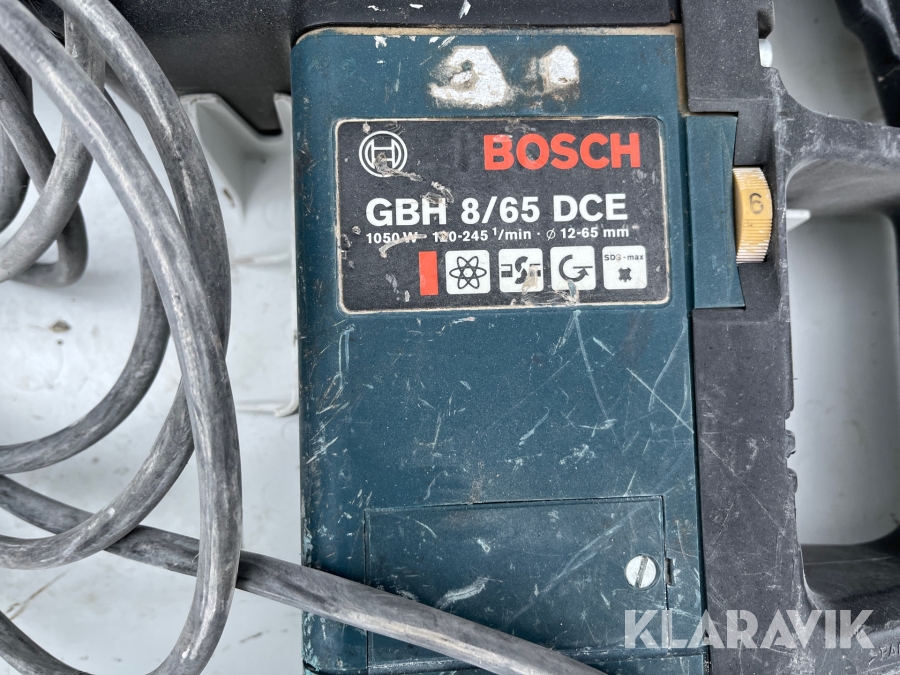 BOSCH
GBH 8/65 DCE
1050 W · 120-245 1/min · ø 12-65 mm
SDS-max
6
KLARAVIK